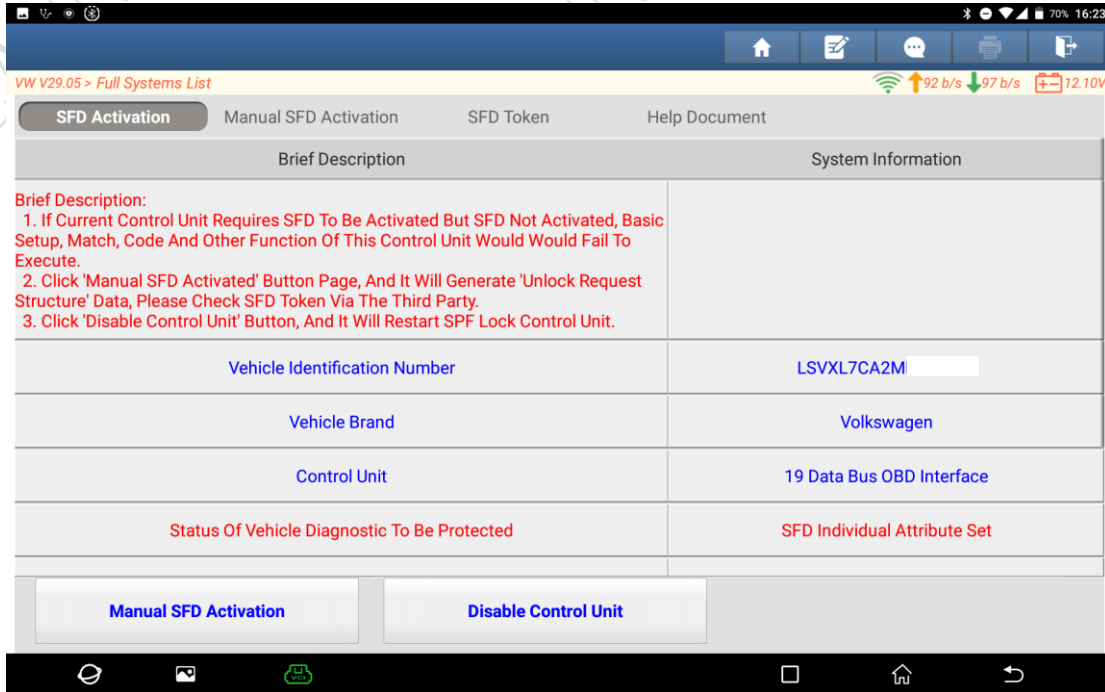 70% 16:23
VW V29.05 > Full Systems List
92 b/s 97 b/s 12.10V
SFD Activation Manual SFD Activation SFD Token Help Document
Brief Description System Information
Brief Description:
1. If Current Control Unit Requires SFD To Be Activated But SFD Not Activated, Basic
Setup, Match, Code And Other Function Of This Control Unit Would Would Fail To
Execute.
2. Click 'Manual SFD Activated' Button Page, And It Will Generate 'Unlock Request
Structure' Data, Please Check SFD Token Via The Third Party.
3. Click 'Disable Control Unit' Button, And It Will Restart SPF Lock Control Unit.
Vehicle Identification Number LSVXL7CA2M
Vehicle Brand Volkswagen
Control Unit 19 Data Bus OBD Interface
Status Of Vehicle Diagnostic To Be Protected SFD Individual Attribute Set
Manual SFD Activation Disable Control Unit
VCI